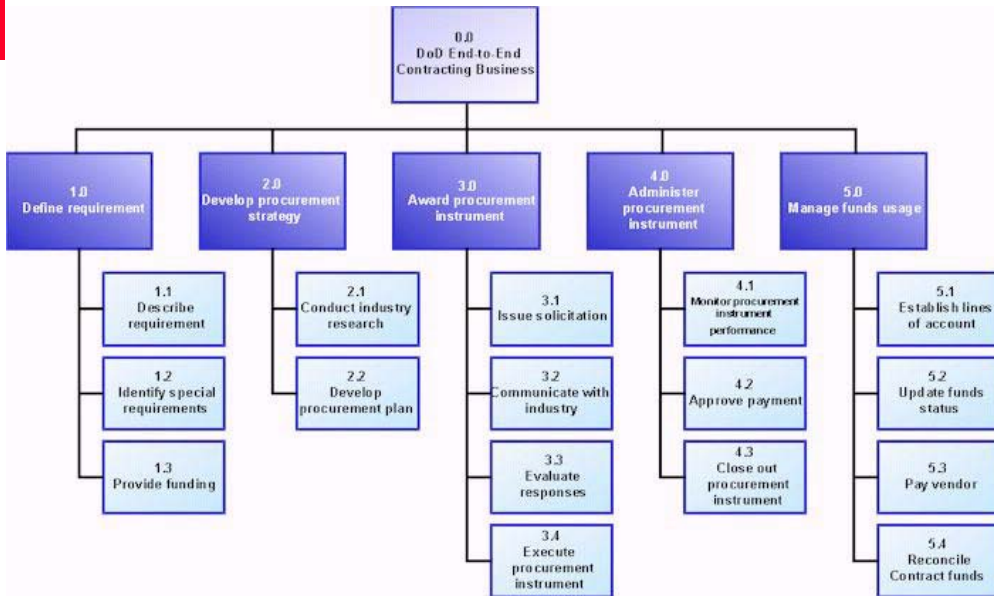 0.0
DoD End-to-End
Contracting Business
1.0
Define requirement
2.0
Develop procurement
strategy
3.0
Award procurement
instrument
4.0
Administer
procurement
instrument
5.0
Manage funds usage
1.1
Describe
requirement
1.2
Identify special
requirements
1.3
Provide funding
2.1
Conduct industry
research
2.2
Develop
procurement plan
3.1
Issue solicitation
3.2
Communicate with
industry
3.3
Evaluate
responses
3.4
Execute
procurement
instrument
4.1
Monitor procurement
instrument
performance
4.2
Approve payment
4.3
Close out
procurement
instrument
5.1
Establish lines
of account
5.2
Update funds
status
5.3
Pay vendor
5.4
Reconcile
Contract funds